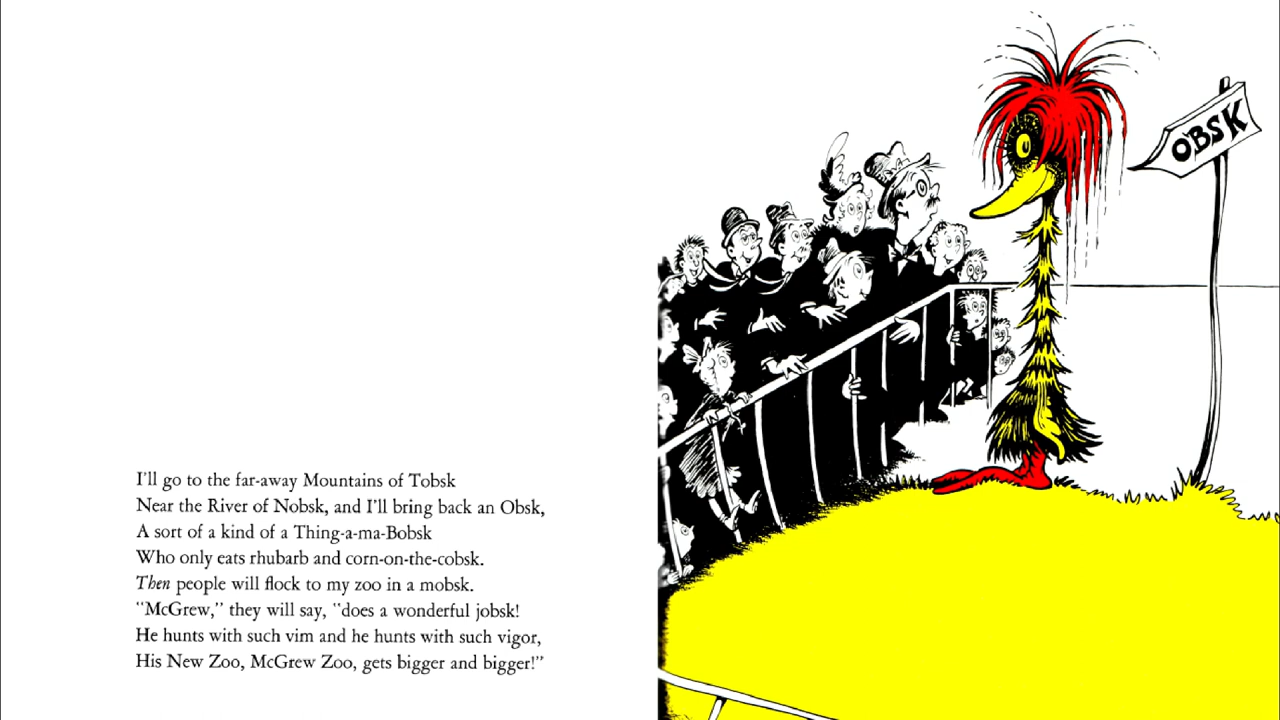 I'll go to the far-away Mountains of Tobsk
Near the River of Nobsk, and I'll bring back an Obsk,
A sort of a kind of a Thing-a-ma-Bobsk
Who only eats rhubarb and corn-on-the-cobsk.
Then people will flock to my zoo in a mobsk.
"McGrew," they will say, "does a wonderful jobsk!
He hunts with such vim and he hunts with such vigor,
His New Zoo, McGrew Zoo, gets bigger and bigger!"
OBSK